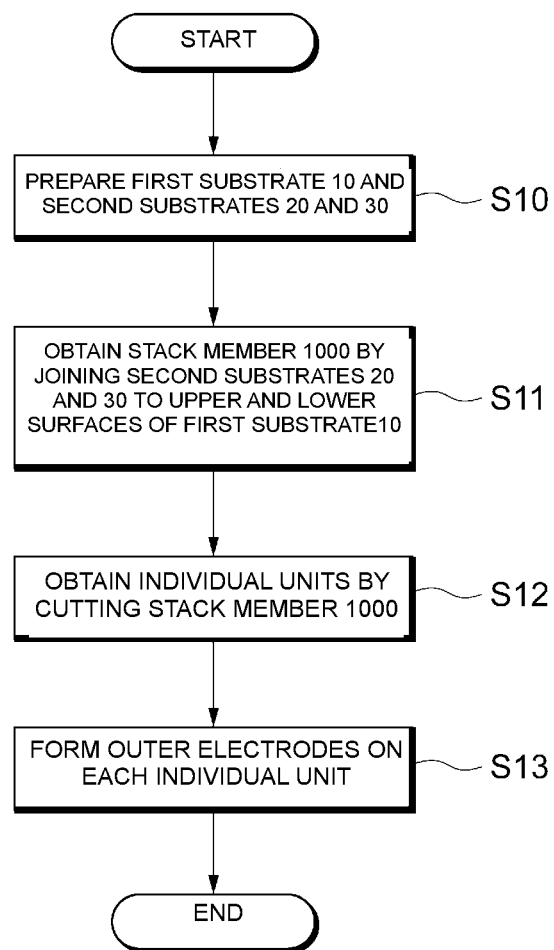 START
PREPARE FIRST SUBSTRATE 10 AND
SECOND SUBSTRATES 20 AND 30
S10
OBTAIN STACK MEMBER 1000 BY
JOINING SECOND SUBSTRATES 20
AND 30 TO UPPER AND LOWER
SURFACES OF FIRST SUBSTRATE10
S11
OBTAIN INDIVIDUAL UNITS BY
CUTTING STACK MEMBER 1000
S12
FORM OUTER ELECTRODES ON
EACH INDIVIDUAL UNIT
S13
END